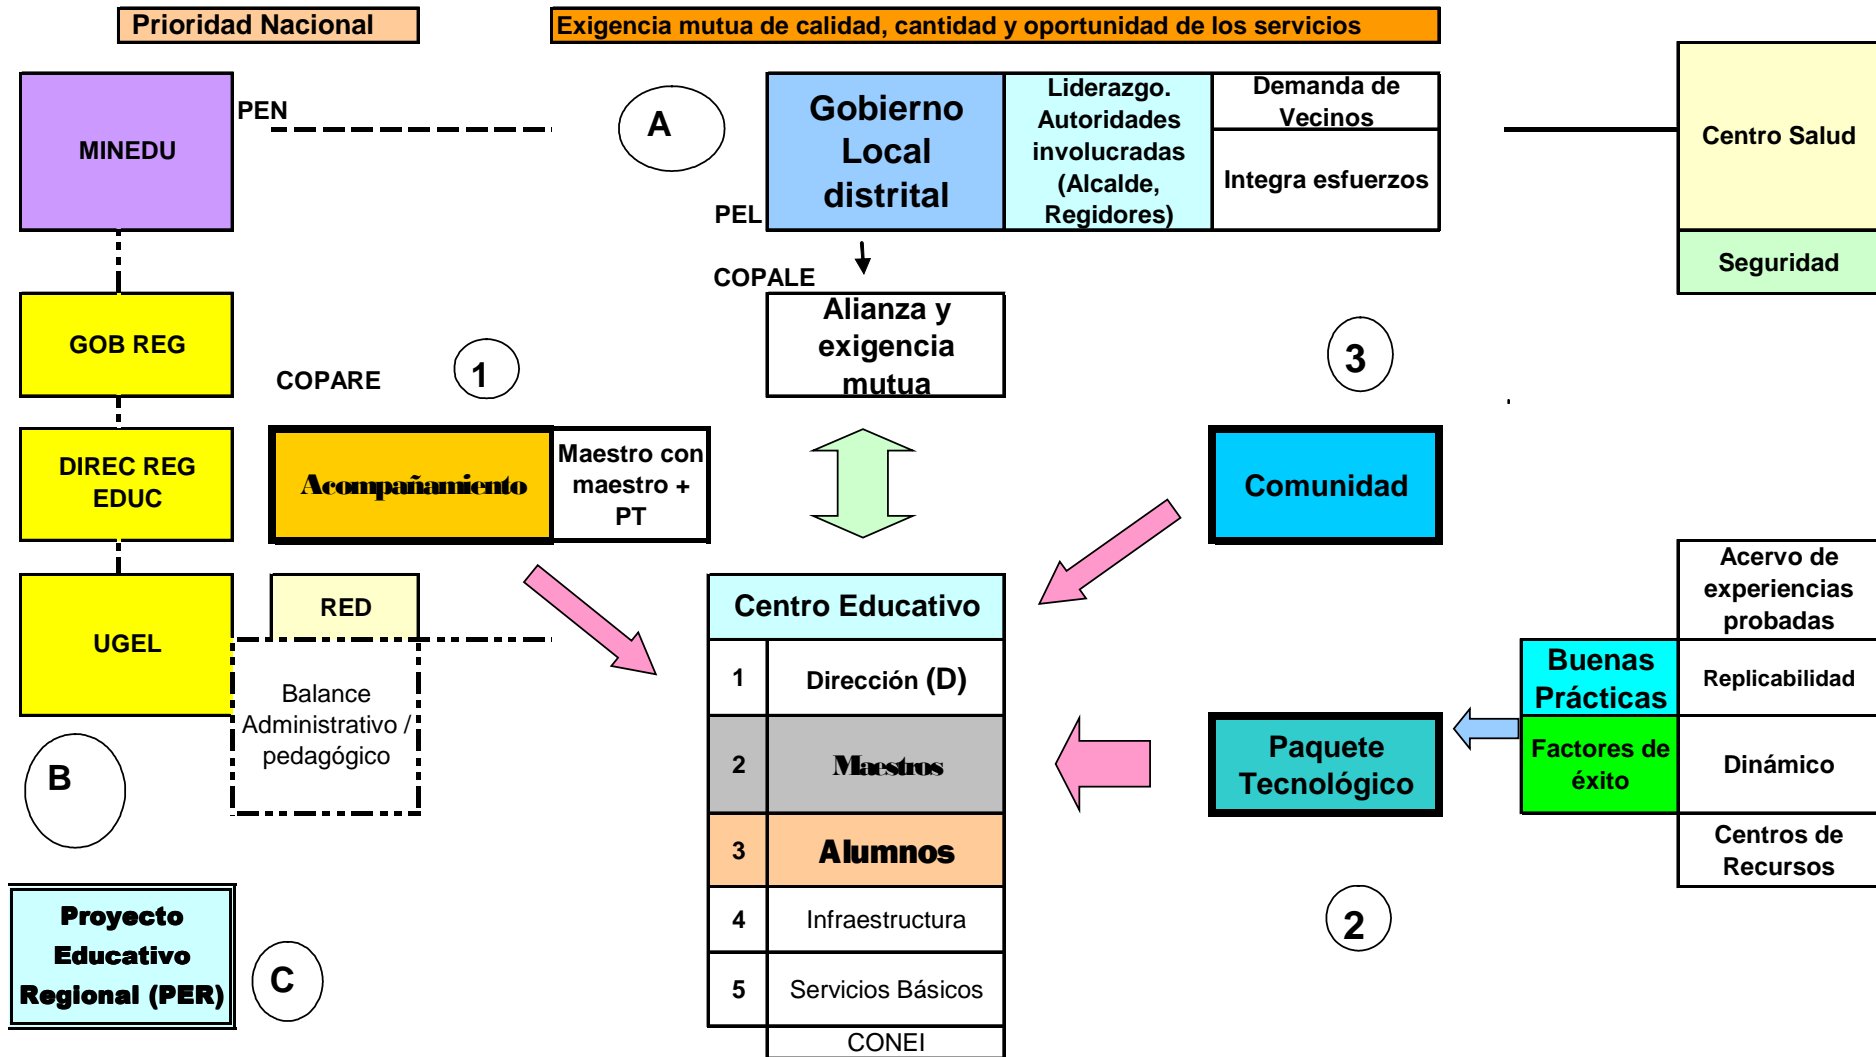 Prioridad Nacional
Exigencia mutua de calidad, cantidad y oportunidad de los servicios
MINEDU
PEN
A
Gobierno
Local
distrital
Liderazgo.
Autoridades
involucradas
(Alcalde,
Regidores)
Demanda de
Vecinos
Integra esfuerzos
Centro Salud
Seguridad
PEL
COPALE
Alianza y
exigencia
mutua
GOB REG
COPARE
1
3
DIREC REG
EDUC
Acompañamiento
Maestro con
maestro +
PT
Comunidad
UGEL
RED
Balance
Administrativo /
pedagógico
B
Centro Educativo
1 Dirección (D)
2 Maestros
3 Alumnos
4 Infraestructura
5 Servicios Básicos
CONEI
Paquete
Tecnológico
2
Buenas
Prácticas
Factores de
éxito
Acervo de
experiencias
probadas
Replicabilidad
Dinámico
Centros de
Recursos
Proyecto
Educativo
Regional (PER)
C